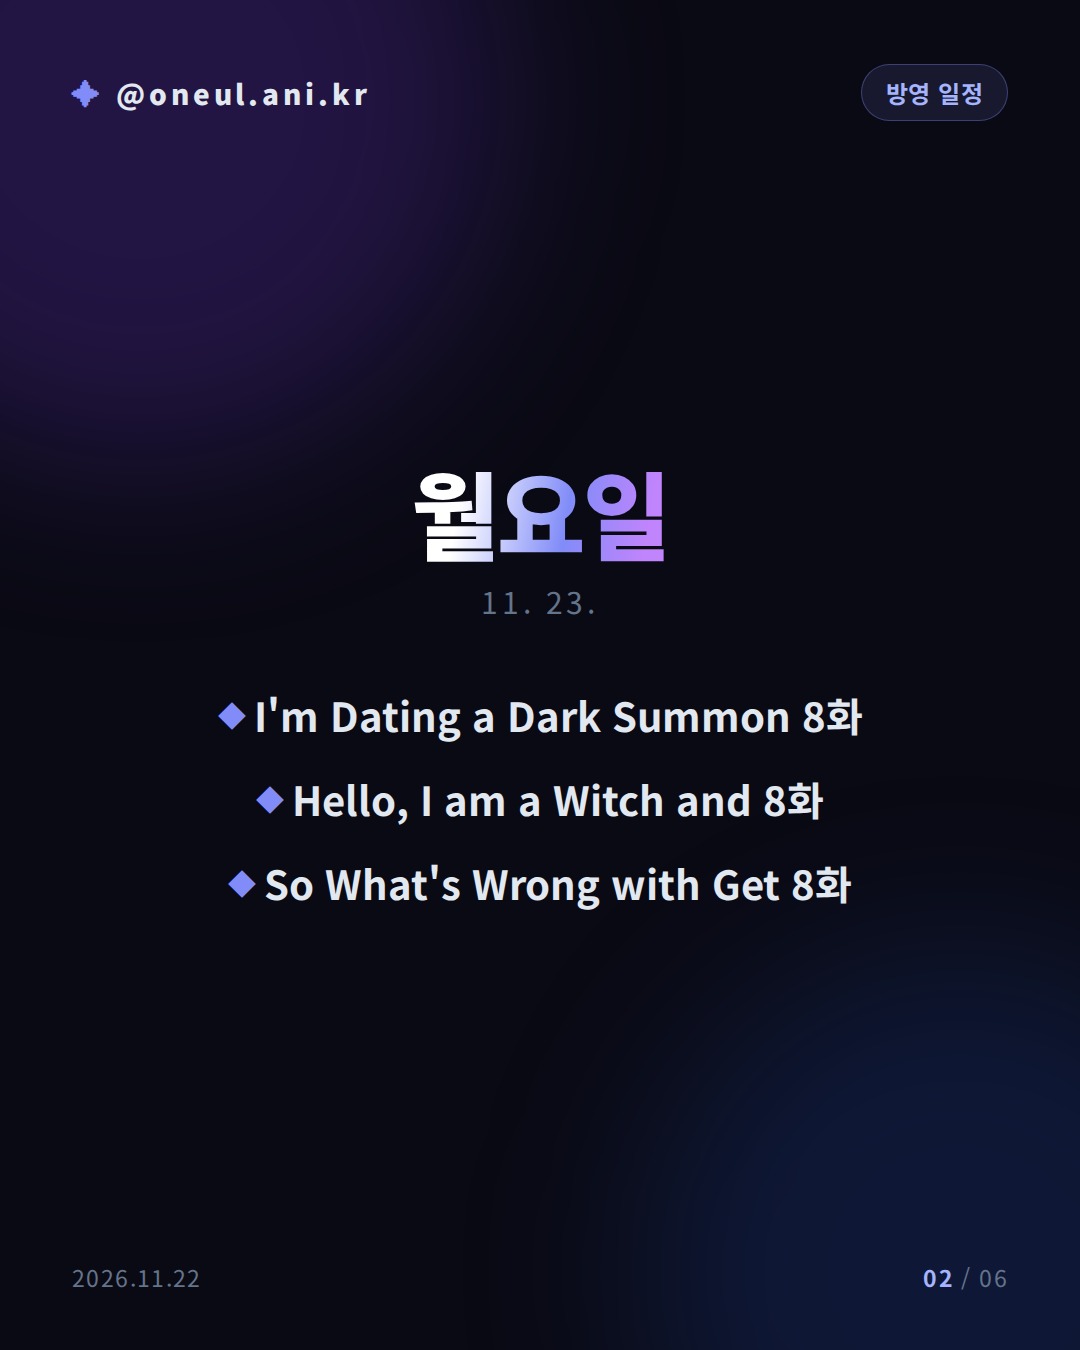 @oneul.ani.kr
방영 일정
월요일
11. 23.
◆ I'm Dating a Dark Summon 8화
◆ Hello, I am a Witch and 8화
◆ So What's Wrong with Get 8화
2026.11.22
02 / 06